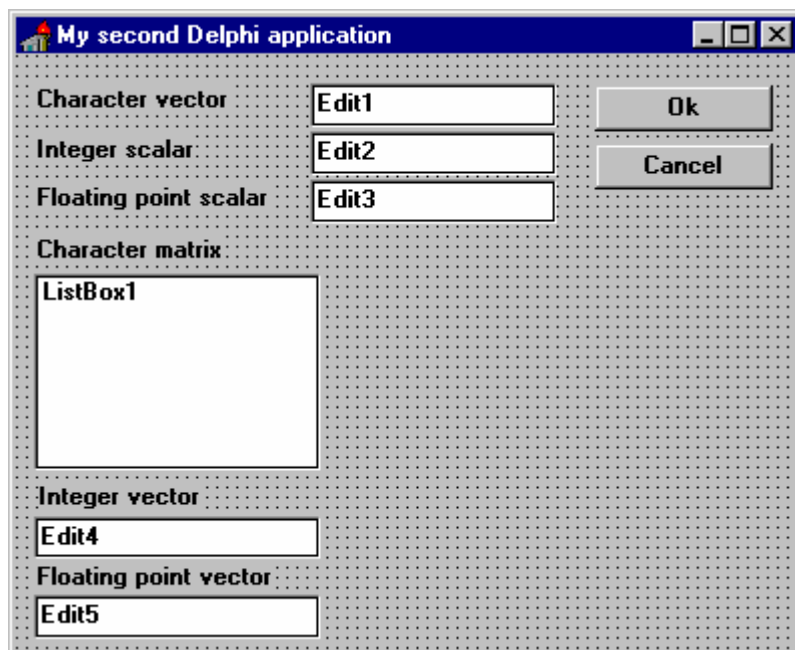 My second Delphi application
Character vector Edit1 Ok
Integer scalar Edit2 Cancel
Floating point scalar Edit3
Character matrix
ListBox1
Integer vector
Edit4
Floating point vector
Edit5